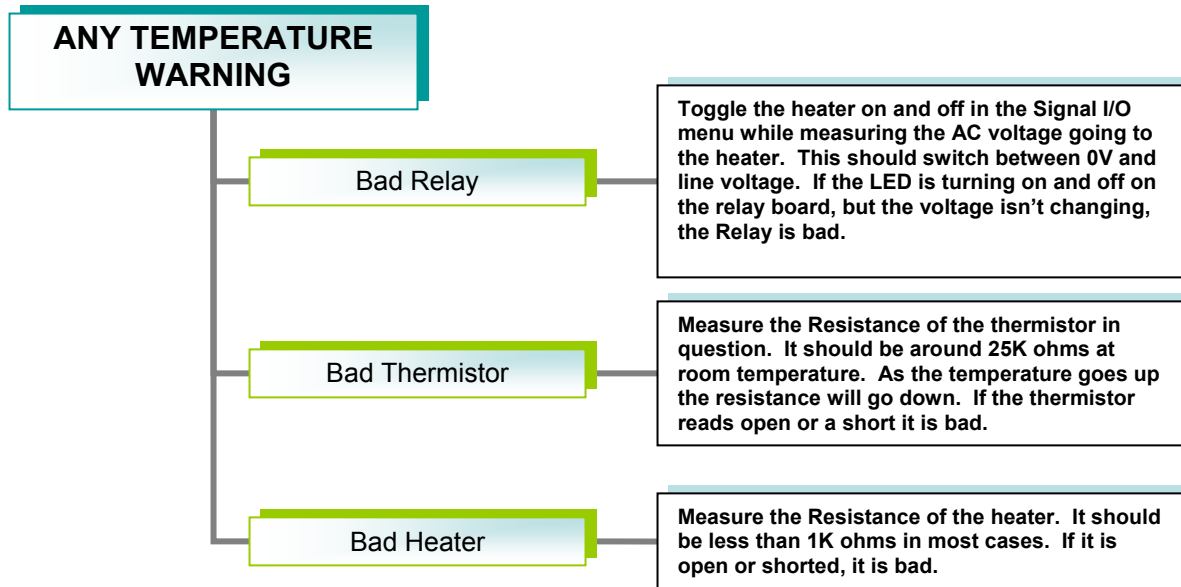 ANY TEMPERATURE
WARNING
Bad Relay
Toggle the heater on and off in the Signal I/O
menu while measuring the AC voltage going to
the heater.  This should switch between 0V and
line voltage.  If the LED is turning on and off on
the relay board, but the voltage isn’t changing,
the Relay is bad.
Bad Thermistor
Measure the Resistance of the thermistor in
question.  It should be around 25K ohms at
room temperature.  As the temperature goes up
the resistance will go down.  If the thermistor
reads open or a short it is bad.
Bad Heater
Measure the Resistance of the heater.  It should
be less than 1K ohms in most cases.  If it is
open or shorted, it is bad.